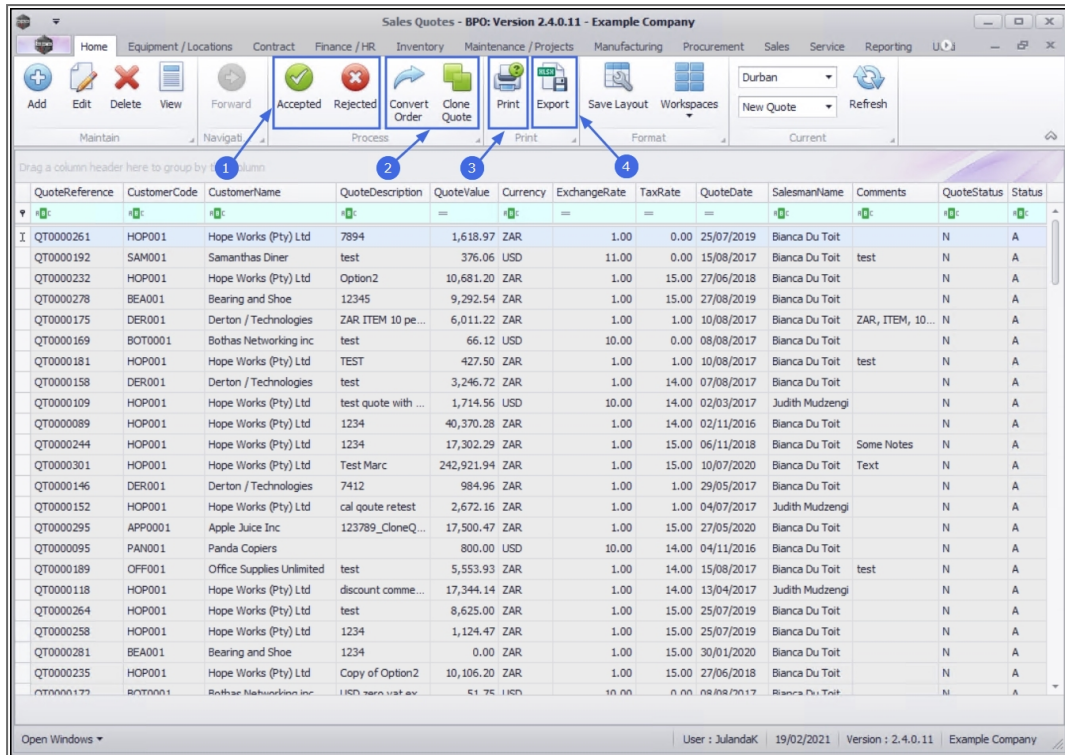 Sales Quotes - BPO: Version 2.4.0.11 - Example Company
Home Equipment / Locations Contract Finance / HR Inventory Maintenance / Projects Manufacturing Procurement Sales Service Reporting
Add Edit Delete View Forward Accepted Rejected Convert Order Clone Quote Print Export Save Layout Workspaces Durban New Quote Refresh
Maintain Navigati... Process Print Format Current
1 2 3 4
Drag a column header here to group by column
QuoteReference CustomerCode CustomerName QuoteDescription QuoteValue Currency ExchangeRate TaxRate QuoteDate SalesmanName Comments QuoteStatus Status
QT0000261 HOP001 Hope Works (Pty) Ltd 7894 1,618.97 ZAR 1.00 0.00 25/07/2019 Bianca Du Toit N A
QT0000192 SAM001 Samanthas Diner test 376.06 USD 11.00 0.00 15/08/2017 Bianca Du Toit test N A
QT0000232 HOP001 Hope Works (Pty) Ltd Option2 10,681.20 ZAR 1.00 15.00 27/06/2018 Bianca Du Toit N A
QT0000278 BEA001 Bearing and Shoe 12345 9,292.54 ZAR 1.00 15.00 27/08/2019 Bianca Du Toit N A
QT0000175 DER001 Derton / Technologies ZAR ITEM 10 pe... 6,011.22 ZAR 1.00 1.00 10/08/2017 Bianca Du Toit ZAR, ITEM, 10... N A
QT0000169 BOT0001 Bothas Networking inc test 66.12 USD 10.00 0.00 08/08/2017 Bianca Du Toit N A
QT0000181 HOP001 Hope Works (Pty) Ltd TEST 427.50 ZAR 1.00 1.00 10/08/2017 Bianca Du Toit test N A
QT0000158 DER001 Derton / Technologies test 3,246.72 ZAR 1.00 14.00 07/08/2017 Bianca Du Toit N A
QT0000109 HOP001 Hope Works (Pty) Ltd test quote with ... 1,714.56 USD 10.00 14.00 02/03/2017 Judith Mudzengi N A
QT0000089 HOP001 Hope Works (Pty) Ltd 1234 40,370.28 ZAR 1.00 14.00 02/11/2016 Bianca Du Toit N A
QT0000244 HOP001 Hope Works (Pty) Ltd 1234 17,302.29 ZAR 1.00 15.00 06/11/2018 Bianca Du Toit Some Notes N A
QT0000301 HOP001 Hope Works (Pty) Ltd Test Marc 242,921.94 ZAR 1.00 15.00 10/07/2020 Bianca Du Toit Text N A
QT0000146 DER001 Derton / Technologies 7412 984.96 ZAR 1.00 1.00 29/05/2017 Bianca Du Toit N A
QT0000152 HOP001 Hope Works (Pty) Ltd cal qoute retest 2,672.16 ZAR 1.00 1.00 04/07/2017 Judith Mudzengi N A
QT0000295 APP0001 Apple Juice Inc 123789_CloneQ... 17,500.47 ZAR 1.00 15.00 27/05/2020 Bianca Du Toit N A
QT0000095 PAN001 Panda Copiers 800.00 USD 10.00 14.00 04/11/2016 Bianca Du Toit N A
QT0000189 OFF001 Office Supplies Unlimited test 5,553.93 ZAR 1.00 14.00 15/08/2017 Bianca Du Toit test N A
QT0000118 HOP001 Hope Works (Pty) Ltd discount comme... 17,344.14 ZAR 1.00 14.00 13/04/2017 Judith Mudzengi N A
QT0000264 HOP001 Hope Works (Pty) Ltd test 8,625.00 ZAR 1.00 15.00 25/07/2019 Bianca Du Toit N A
QT0000258 HOP001 Hope Works (Pty) Ltd 1234 1,124.47 ZAR 1.00 15.00 25/07/2019 Bianca Du Toit N A
QT0000281 BEA001 Bearing and Shoe 1234 0.00 ZAR 1.00 15.00 30/01/2020 Bianca Du Toit N A
QT0000235 HOP001 Hope Works (Pty) Ltd Copy of Option2 10,106.20 ZAR 1.00 15.00 27/06/2018 Bianca Du Toit N A
QT0000172 BOT0001 Bothas Networking inc USD zero vat ex 51.75 USD 10.00 0.00 08/08/2017 Bianca Du Toit N A
Open Windows User : JulandaK 19/02/2021 Version : 2.4.0.11 Example Company